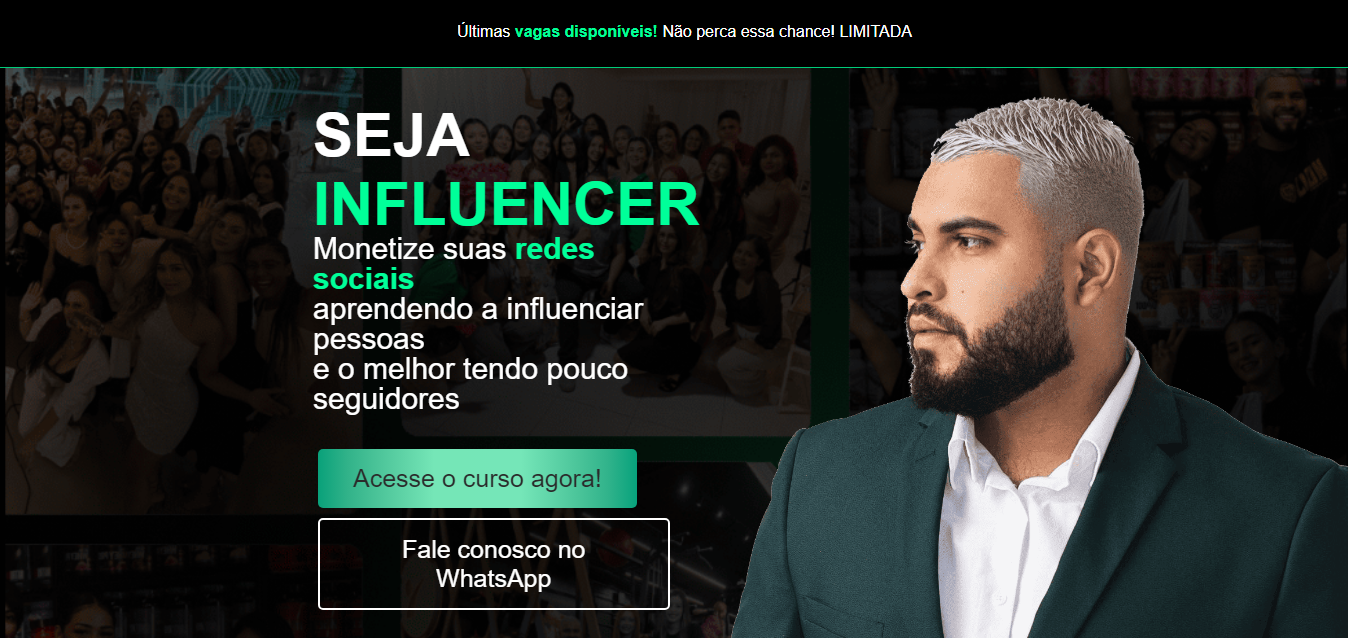 Últimas vagas disponíveis! Não perca essa chance! LIMITADA
SEJA
INFLUENCER
Monetize suas redes
sociais
aprendendo a influenciar
pessoas
e o melhor tendo pouco
seguidores
Acesse o curso agora!
Fale conosco no
WhatsApp